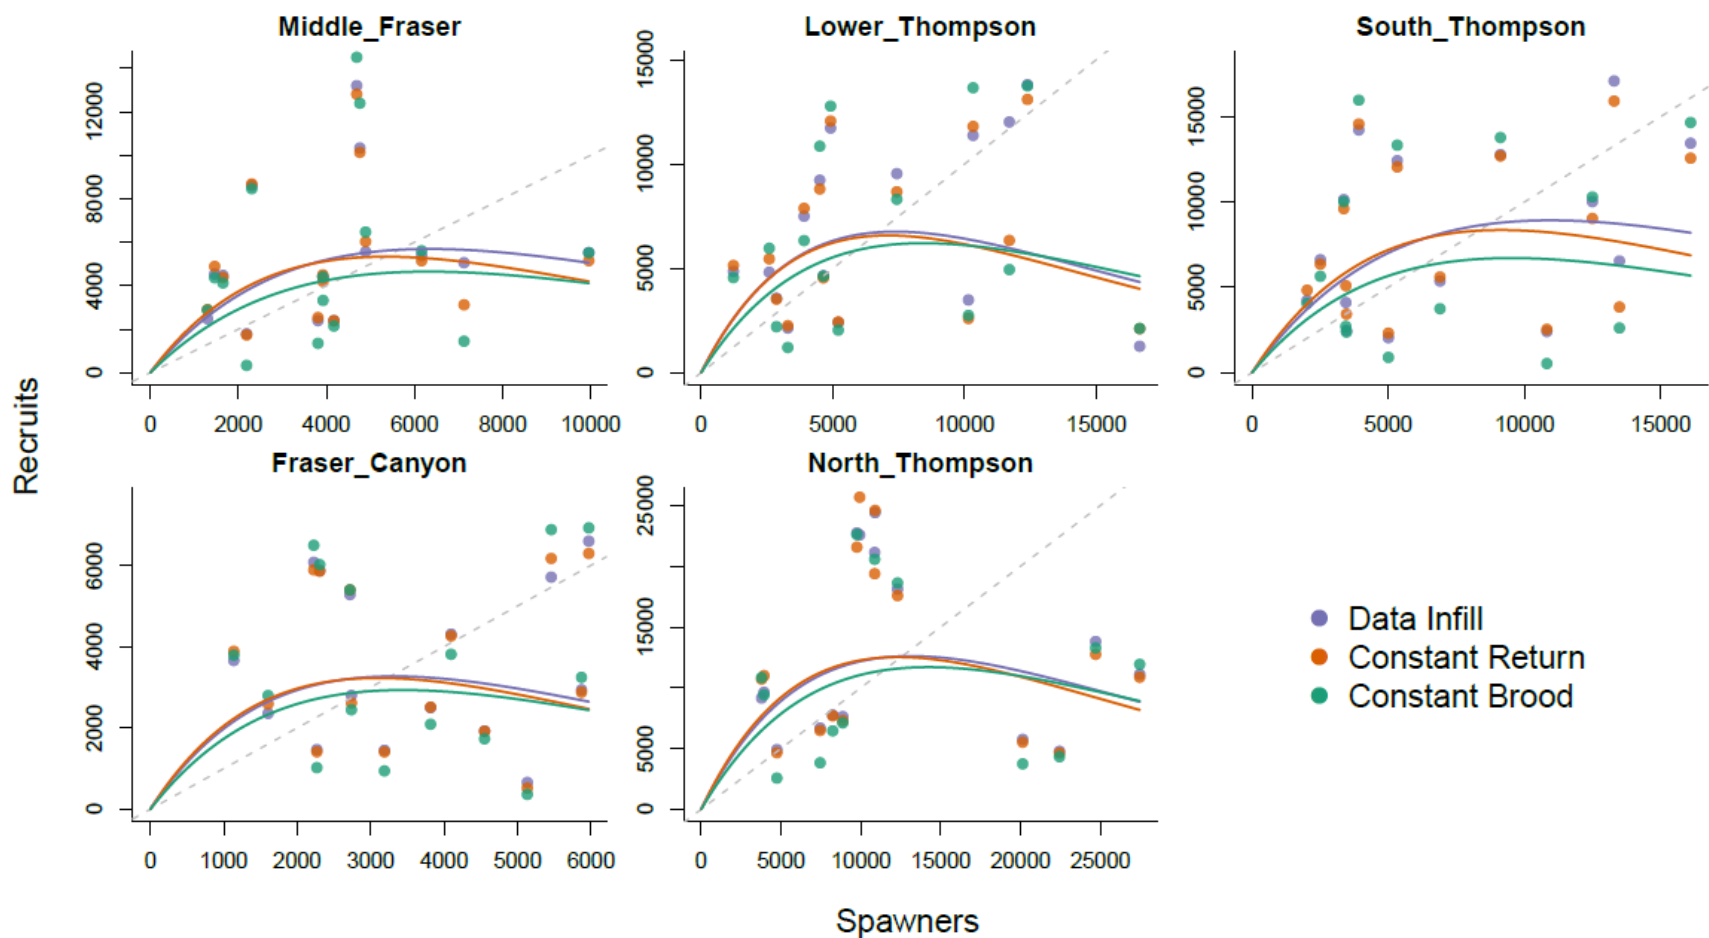 Middle_Fraser
Lower_Thompson
South_Thompson
0 4000 8000 12000
0 5000 10000 15000
0 5000 10000 15000
0 2000 4000 6000 8000 10000
0 5000 10000 15000
0 5000 10000 15000
Recruits
Fraser_Canyon
North_Thompson
0 2000 4000 6000
0 5000 15000 25000
Data Infill
Constant Return
Constant Brood
0 1000 2000 3000 4000 5000 6000
0 5000 10000 15000 20000 25000
Spawners